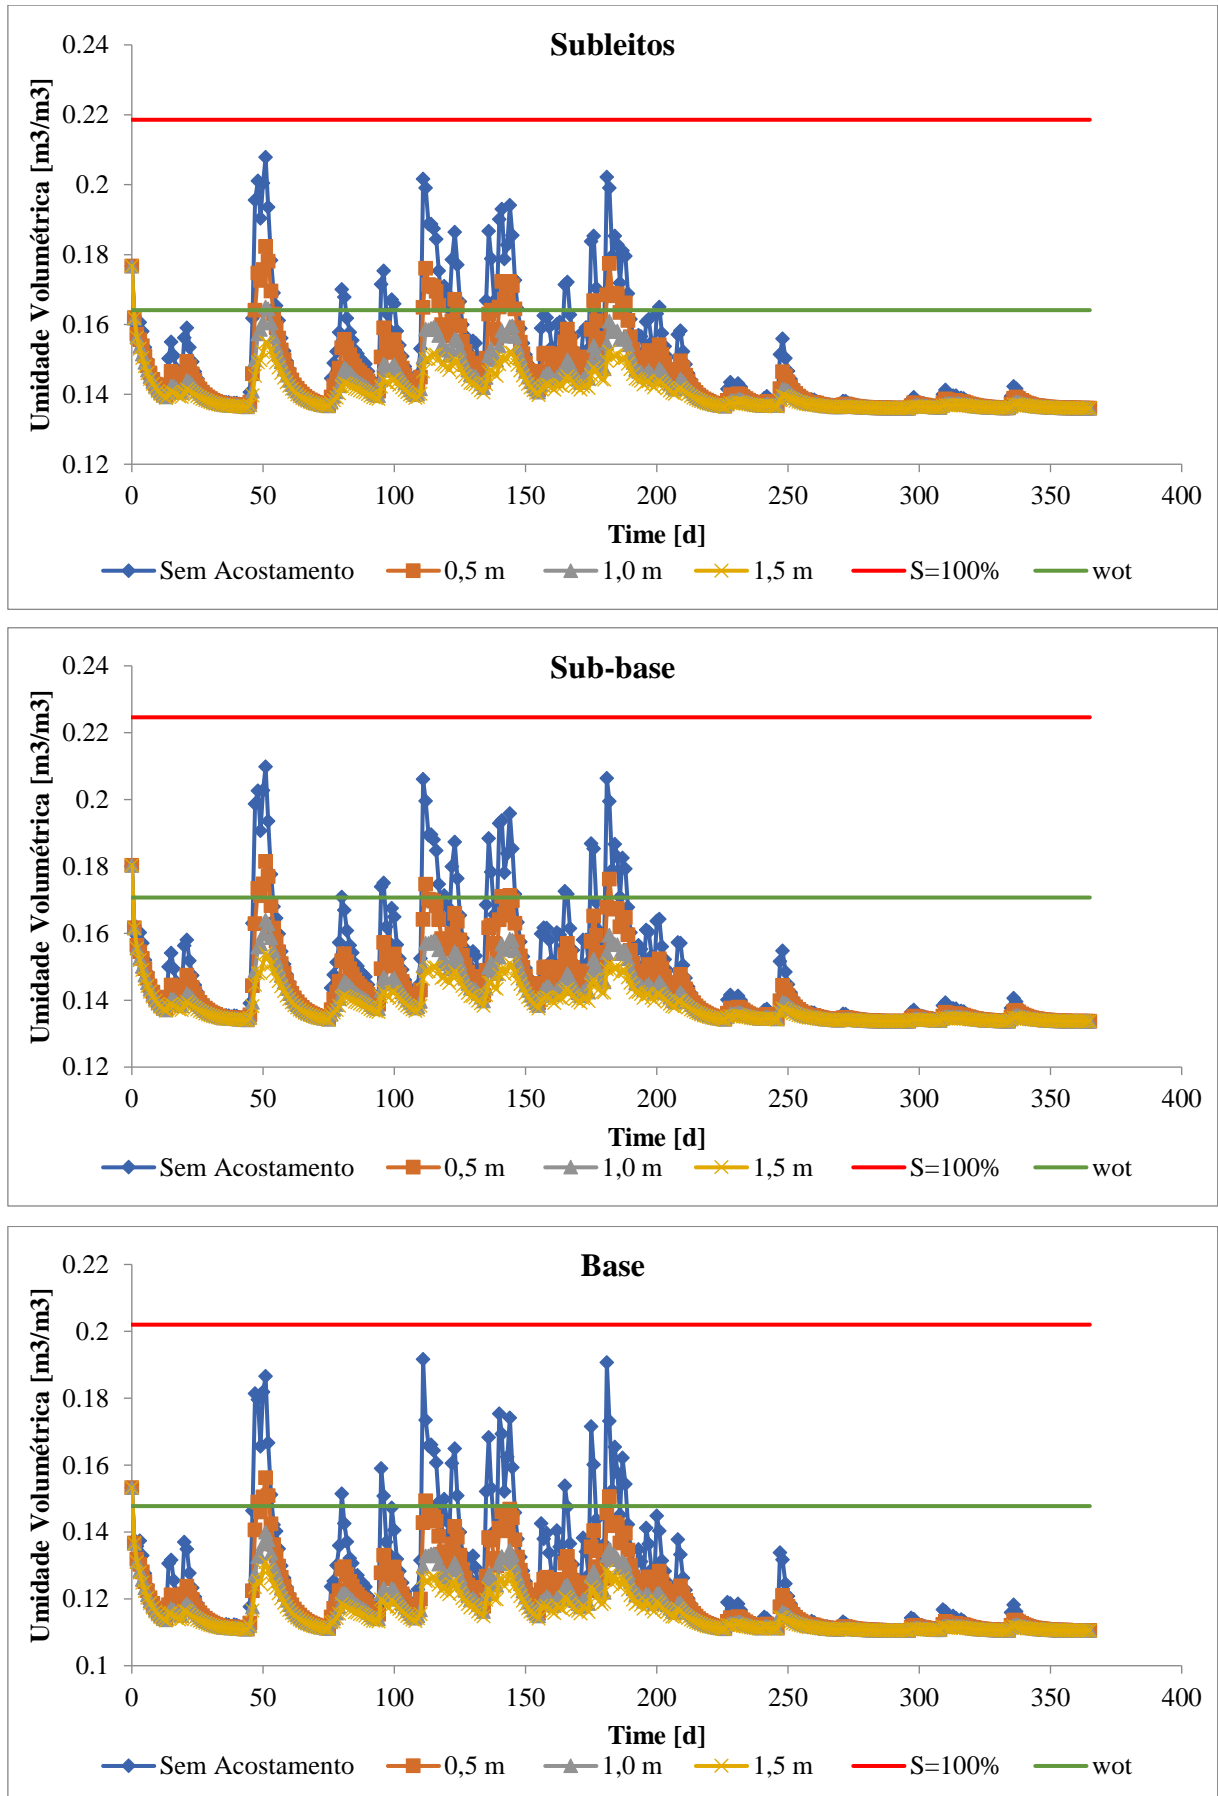 Subleitos
Umidade Volumétrica [m3/m3]
0.24
0.22
0.2
0.18
0.16
0.14
0.12
0 50 100 150 200 250 300 350 400
Time [d]
Sem Acostamento 0,5 m 1,0 m 1,5 m S=100% wot
Sub-base
Umidade Volumétrica [m3/m3]
0.24
0.22
0.2
0.18
0.16
0.14
0.12
0 50 100 150 200 250 300 350 400
Time [d]
Sem Acostamento 0,5 m 1,0 m 1,5 m S=100% wot
Base
Umidade Volumétrica [m3/m3]
0.22
0.2
0.18
0.16
0.14
0.12
0.1
0 50 100 150 200 250 300 350 400
Time [d]
Sem Acostamento 0,5 m 1,0 m 1,5 m S=100% wot